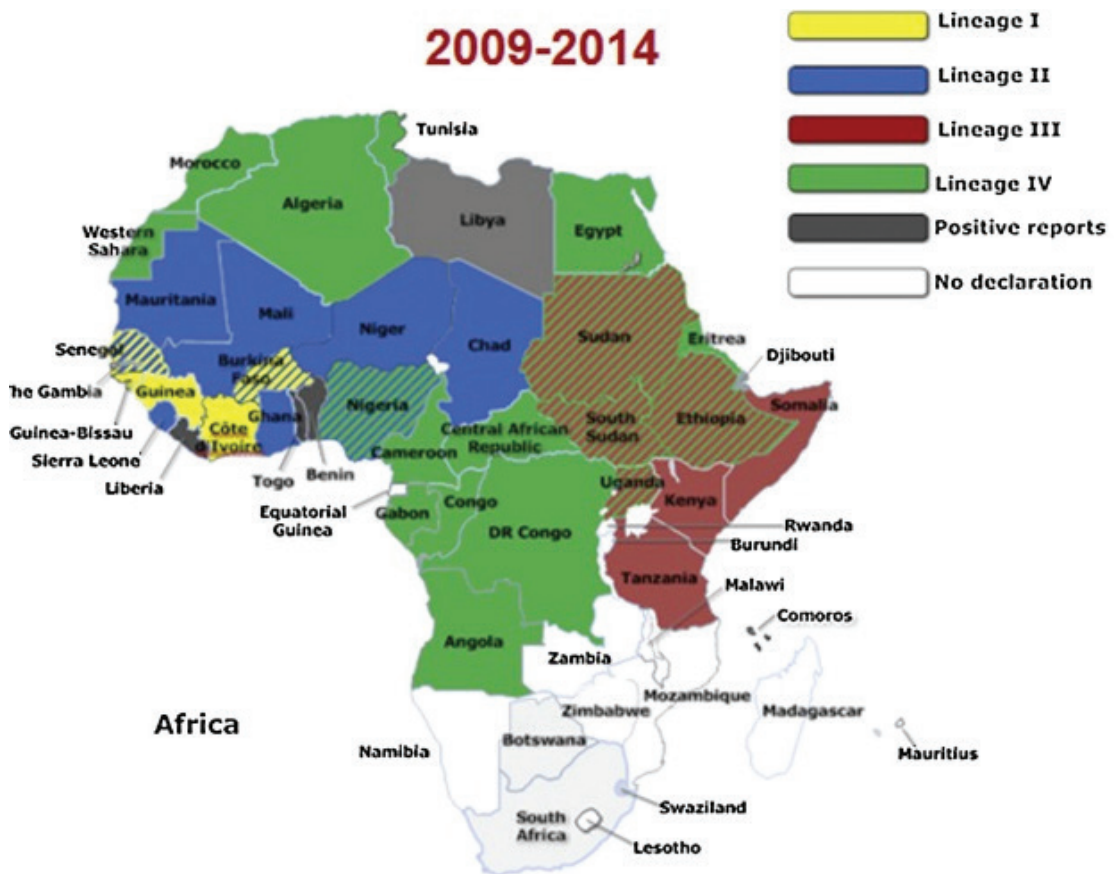 2009-2014
Lineage I
Lineage II
Lineage III
Lineage IV
Positive reports
No declaration
Tunisia
Morocco
Algeria
Libya
Egypt
Western
Sahara
Mauritania
Mali
Niger
Chad
Sudan
Eritrea
Djibouti
Senegal
he Gambia
Guinea-Bissau
Guinea
Sierra Leone
Liberia
Côte
d'Ivoire
Burkina
Faso
Ghana
Togo
Benin
Nigeria
Cameroon
Central African
Republic
South
Sudan
Ethiopia
Somalia
Equatorial
Guinea
Gabon
Congo
DR Congo
Uganda
Kenya
Rwanda
Burundi
Tanzania
Malawi
Comoros
Angola
Zambia
Mozambique
Zimbabwe
Madagascar
Mauritius
Africa
Namibia
Botswana
Swaziland
South
Africa
Lesotho